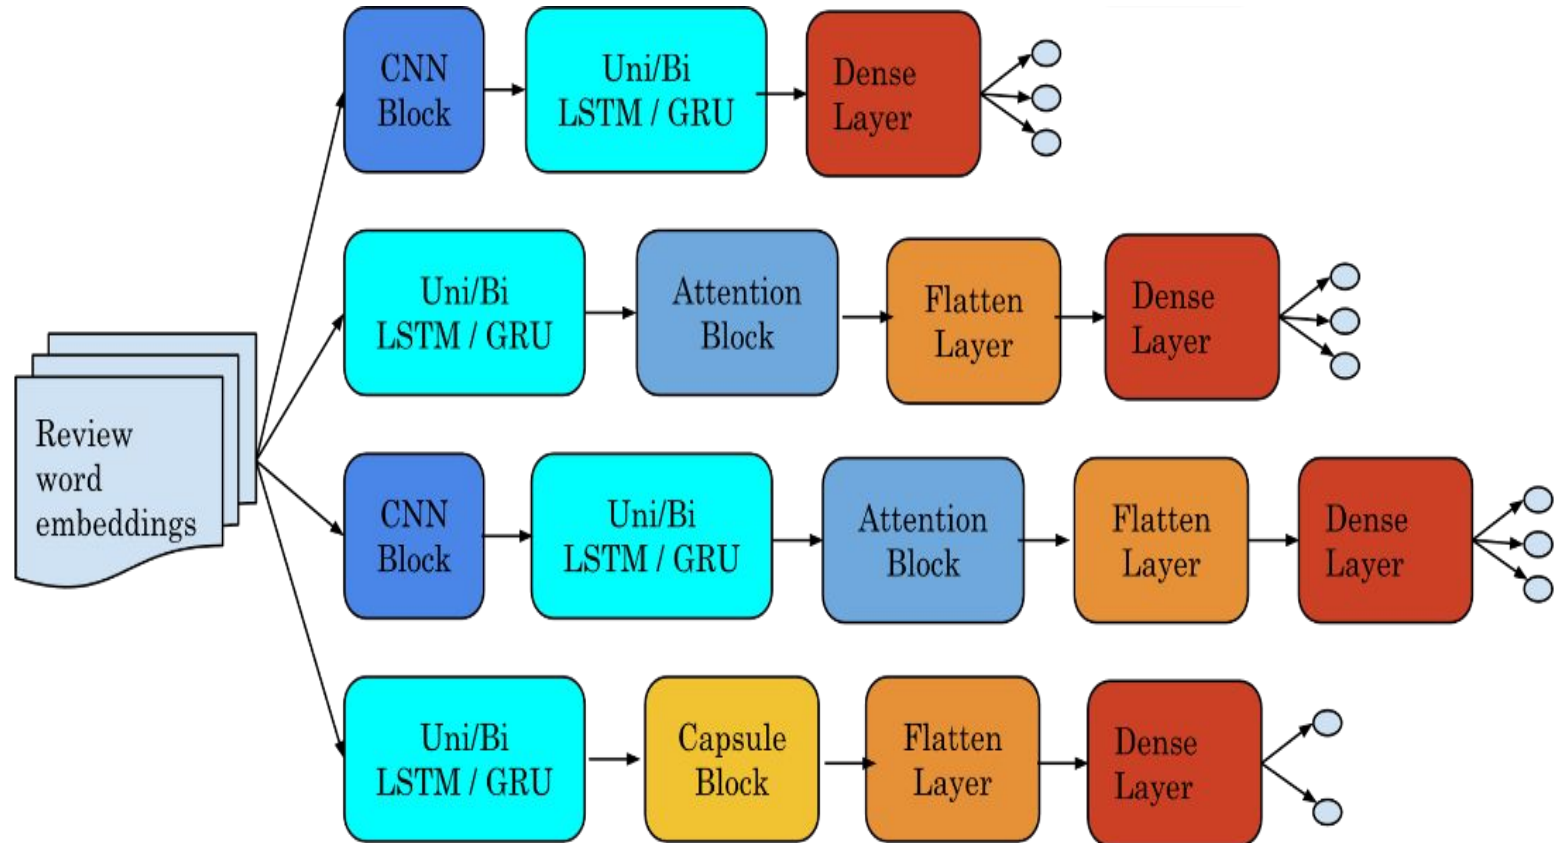 CNN
Block
Uni/Bi
LSTM / GRU
Dense
Layer
Uni/Bi
LSTM / GRU
Attention
Block
Flatten
Layer
Dense
Layer
Review
word
embeddings
CNN
Block
Uni/Bi
LSTM / GRU
Attention
Block
Flatten
Layer
Dense
Layer
Uni/Bi
LSTM / GRU
Capsule
Block
Flatten
Layer
Dense
Layer